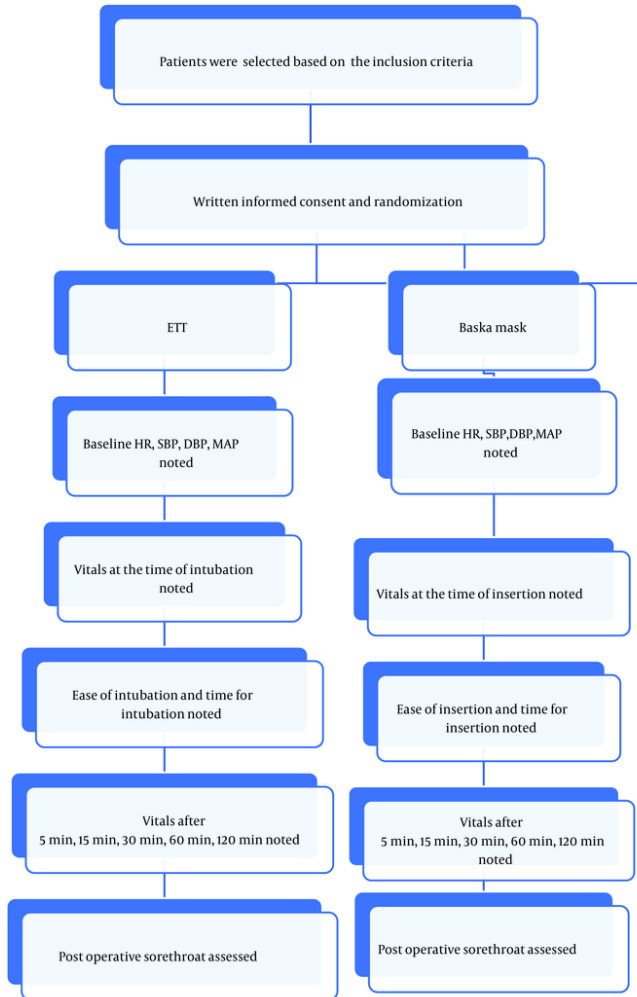 Patients were selected based on the inclusion criteria
Written informed consent and randomization
ETT
Baseline HR, SBP, DBP, MAP
noted
Vitals at the time of intubation
noted
Ease of intubation and time for
intubation noted
Vitals after
5 min, 15 min, 30 min, 60 min, 120 min noted
Post operative sorethroat assessed
Baska mask
Baseline HR, SBP,DBP,MAP
noted
Vitals at the time of insertion noted
Ease of insertion and time for
insertion noted
Vitals after
5 min, 15 min, 30 min, 60 min, 120 min
noted
Post operative sorethroat assessed